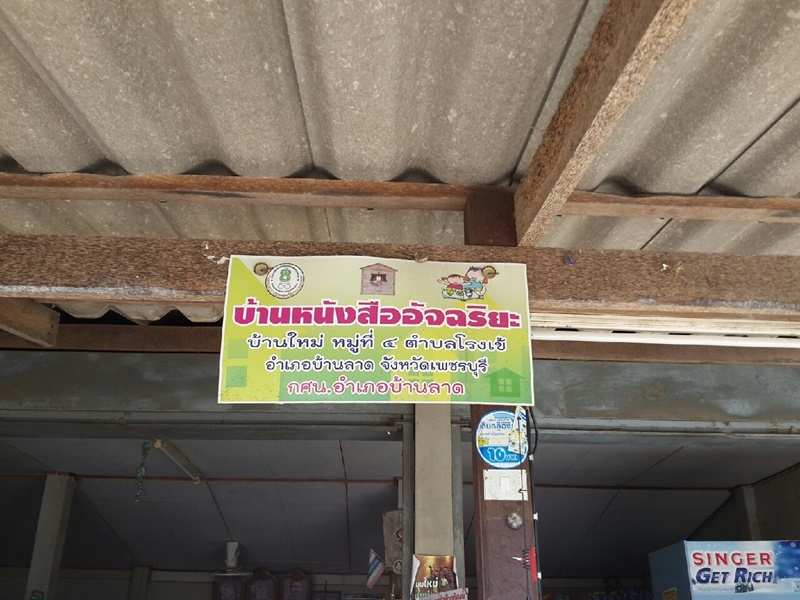 บ้านหนังสืออัจฉริยะ
บ้านใหม่ หมู่ที่ ๔ ตำบลโรงเข้
อำเภอบ้านลาด จังหวัดเพชรบุรี
กศน.อำเภอบ้านลาด
10
SINGER
GET RICH